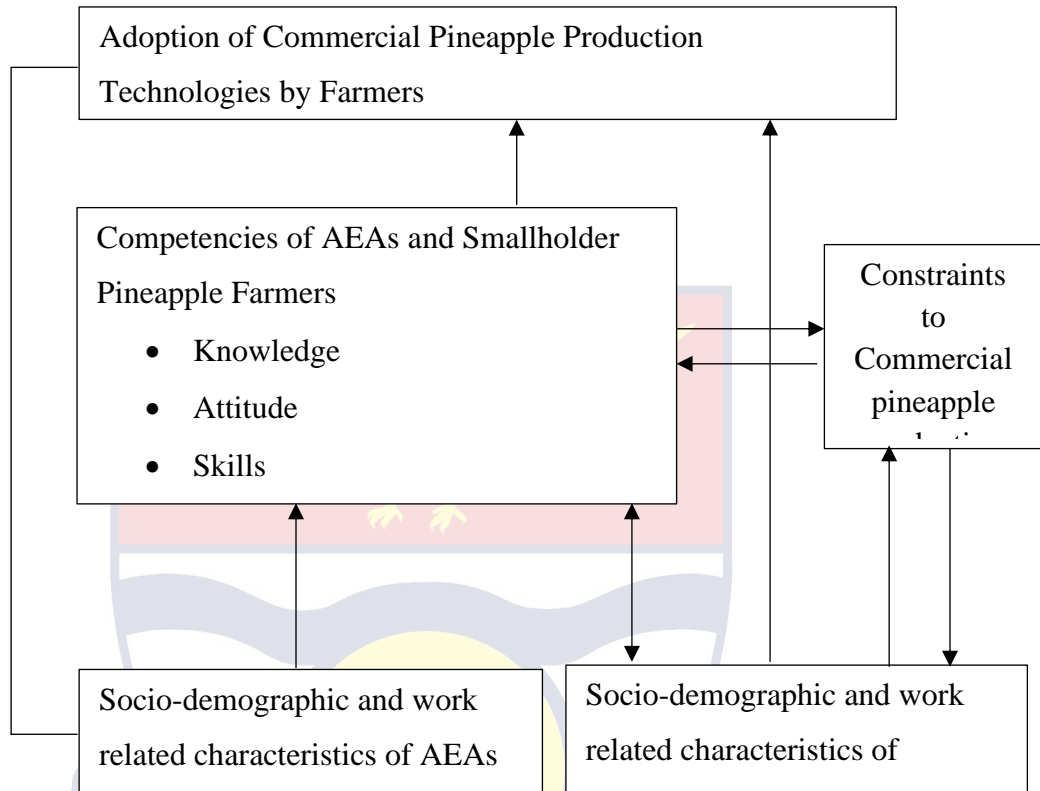 Adoption of Commercial Pineapple Production
Technologies by Farmers
Competencies of AEAs and Smallholder
Pineapple Farmers
• Knowledge
• Attitude
• Skills
Constraints
to
Commercial
pineapple
Socio-demographic and work
related characteristics of AEAs
Socio-demographic and work
related characteristics of